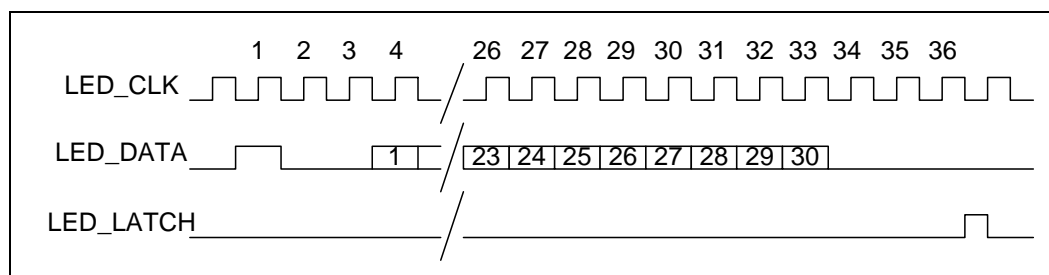 1 2 3 4 26 27 28 29 30 31 32 33 34 35 36
LED_CLK
LED_DATA 1 23 24 25 26 27 28 29 30
LED_LATCH